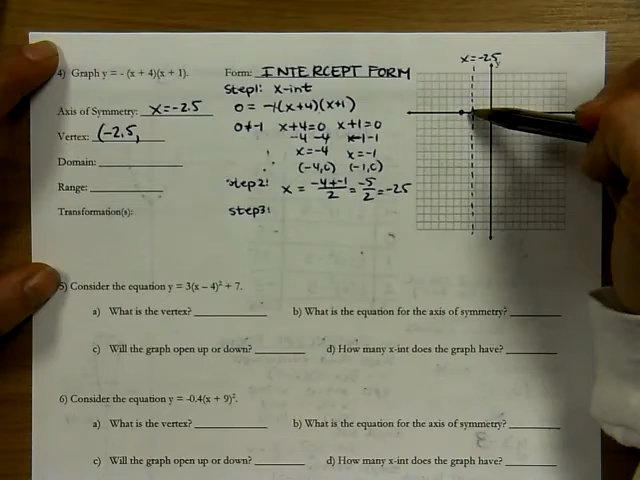 x=-2.5
y
4) Graph y = - (x + 4)(x + 1). Form: INTERCEPT FORM
Step1: x-int
Axis of Symmetry: x=-2.5 0 = -1(x+4)(x+1)
Vertex: (-2.5, 0≠-1 x+4=0 x+1=0
-4 -4 -1 -1
x=-4 x=-1
Domain: (-4,0) (-1,0)
Range: Step2: x = -4+-1/2 = -5/2 = -2.5
Transformation(s): Step3:
5) Consider the equation y = 3(x – 4)² + 7.
a) What is the vertex? b) What is the equation for the axis of symmetry?
c) Will the graph open up or down? d) How many x-int does the graph have?
6) Consider the equation y = -0.4(x + 9)².
a) What is the vertex? b) What is the equation for the axis of symmetry?
c) Will the graph open up or down? d) How many x-int does the graph have?